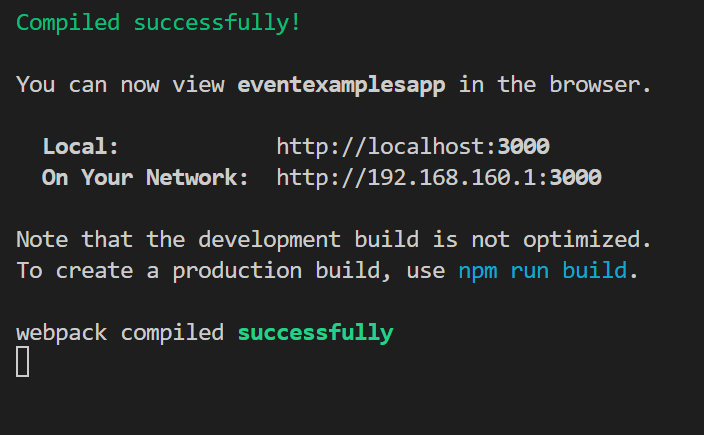 Compiled successfully!
You can now view eventexamplesapp in the browser.
Local: http://localhost:3000
On Your Network: http://192.168.160.1:3000
Note that the development build is not optimized.
To create a production build, use npm run build.
webpack compiled successfully